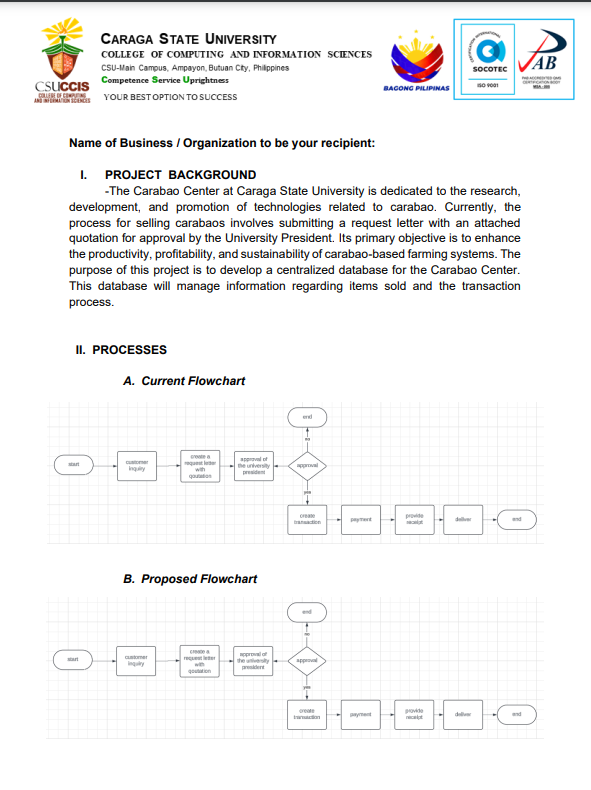 CARAGA STATE UNIVERSITY
COLLEGE OF COMPUTING AND INFORMATION SCIENCES
CSU-Main Campus, Ampayon, Butuan City, Philippines
Competence Service Uprightness
YOUR BEST OPTION TO SUCCESS
CSUCCIS
COLLEGE OF COMPUTING
AND INFORMATION SCIENCES
BAGONG PILIPINAS
SOCOTEC
ISO 9001
PAB
Name of Business / Organization to be your recipient:
I. PROJECT BACKGROUND
-The Carabao Center at Caraga State University is dedicated to the research,
development, and promotion of technologies related to carabao. Currently, the
process for selling carabaos involves submitting a request letter with an attached
quotation for approval by the University President. Its primary objective is to enhance
the productivity, profitability, and sustainability of carabao-based farming systems. The
purpose of this project is to develop a centralized database for the Carabao Center.
This database will manage information regarding items sold and the transaction
process.
II. PROCESSES
A. Current Flowchart
start
customer
inquiry
create a
request letter
with
qoutation
approval of
the university
president
approval
no
end
yes
create
transaction
payment
provide
receipt
deliver
end
B. Proposed Flowchart
start
customer
inquiry
create a
request letter
with
qoutation
approval of
the university
president
approval
no
end
yes
create
transaction
payment
provide
receipt
deliver
end